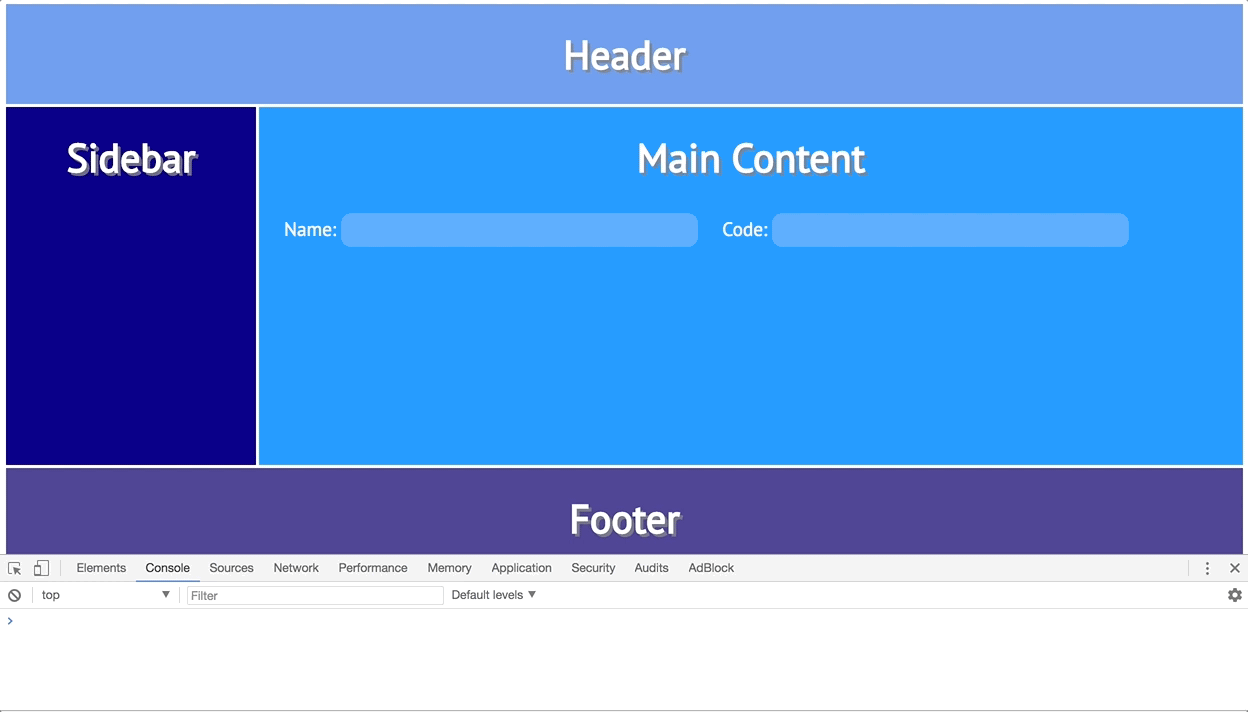 Header
Sidebar
Main Content
Name:
Code:
Footer
Elements Console Sources Network Performance Memory Application Security Audits AdBlock
top
Filter
Default levels